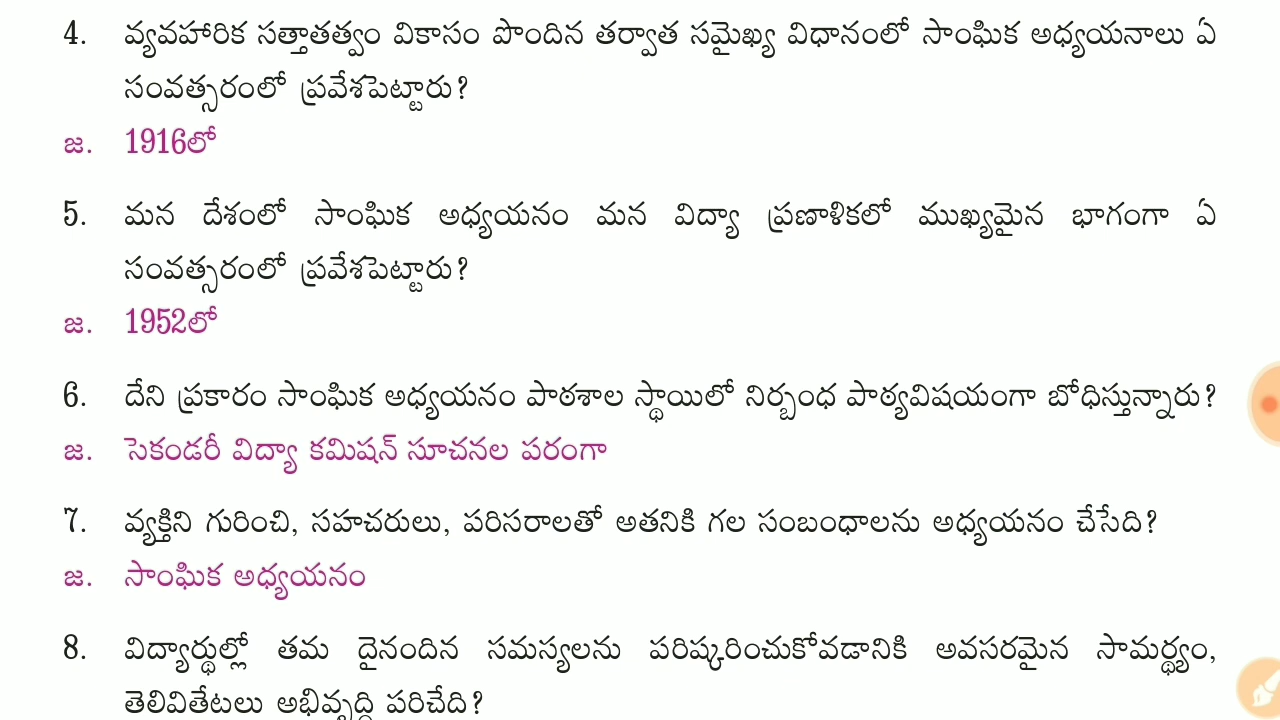 4. వ్యవహారిక సత్తాతత్వం వికాసం పొందిన తర్వాత సమైఖ్య విధానంలో సాంఘిక అధ్యయనాలు ఏ
సంవత్సరంలో ప్రవేశపెట్టారు?
జ. 1916లో
5. మన దేశంలో సాంఘిక అధ్యయనం మన విద్యా ప్రణాళికలో ముఖ్యమైన భాగంగా ఏ
సంవత్సరంలో ప్రవేశపెట్టారు?
జ. 1952లో
6. దేని ప్రకారం సాంఘిక అధ్యయనం పాఠశాల స్థాయిలో నిర్బంధ పాఠ్యవిషయంగా బోధిస్తున్నారు?
జ. సెకండరీ విద్యా కమిషన్ సూచనల పరంగా
7. వ్యక్తిని గురించి, సహచరులు, పరిసరాలతో అతనికి గల సంబంధాలను అధ్యయనం చేసేది?
జ. సాంఘిక అధ్యయనం
8. విద్యార్థుల్లో తమ దైనందిన సమస్యలను పరిష్కరించుకోవడానికి అవసరమైన సామర్థ్యం,
తెలివితేటలు అభివృద్ధి పరిచేది?